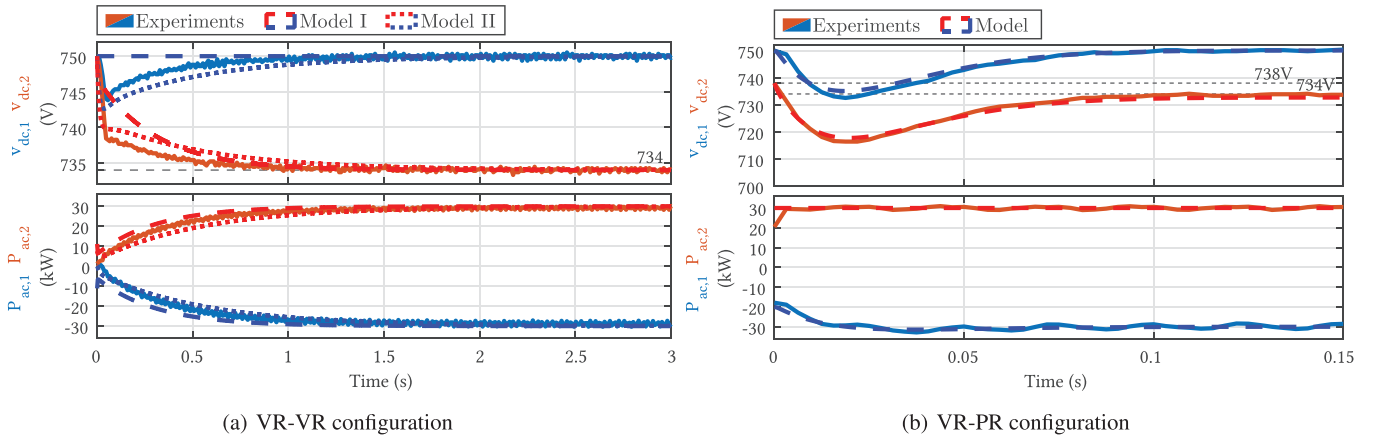 Experiments Model I Model II
750
745
740
735
v dc,1 v dc,2
(V)
734
30
20
10
0
-10
-20
-30
P ac,1 P ac,2
(kW)
0 0.5 1 1.5 2 2.5 3
Time (s)
(a) VR-VR configuration
Experiments Model
750
740
730
720
710
700
v dc,1 v dc,2
(V)
738V
734V
30
20
10
0
-10
-20
-30
P ac,1 P ac,2
(kW)
0 0.05 0.1 0.15
Time (s)
(b) VR-PR configuration